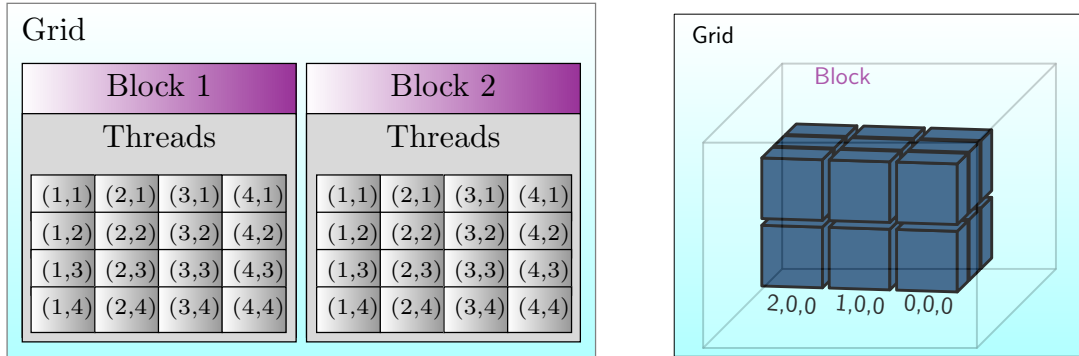 Grid
Block 1
Threads
(1,1) (2,1) (3,1) (4,1)
(1,2) (2,2) (3,2) (4,2)
(1,3) (2,3) (3,3) (4,3)
(1,4) (2,4) (3,4) (4,4)
Block 2
Threads
(1,1) (2,1) (3,1) (4,1)
(1,2) (2,2) (3,2) (4,2)
(1,3) (2,3) (3,3) (4,3)
(1,4) (2,4) (3,4) (4,4)
Grid
Block
2,0,0 1,0,0 0,0,0